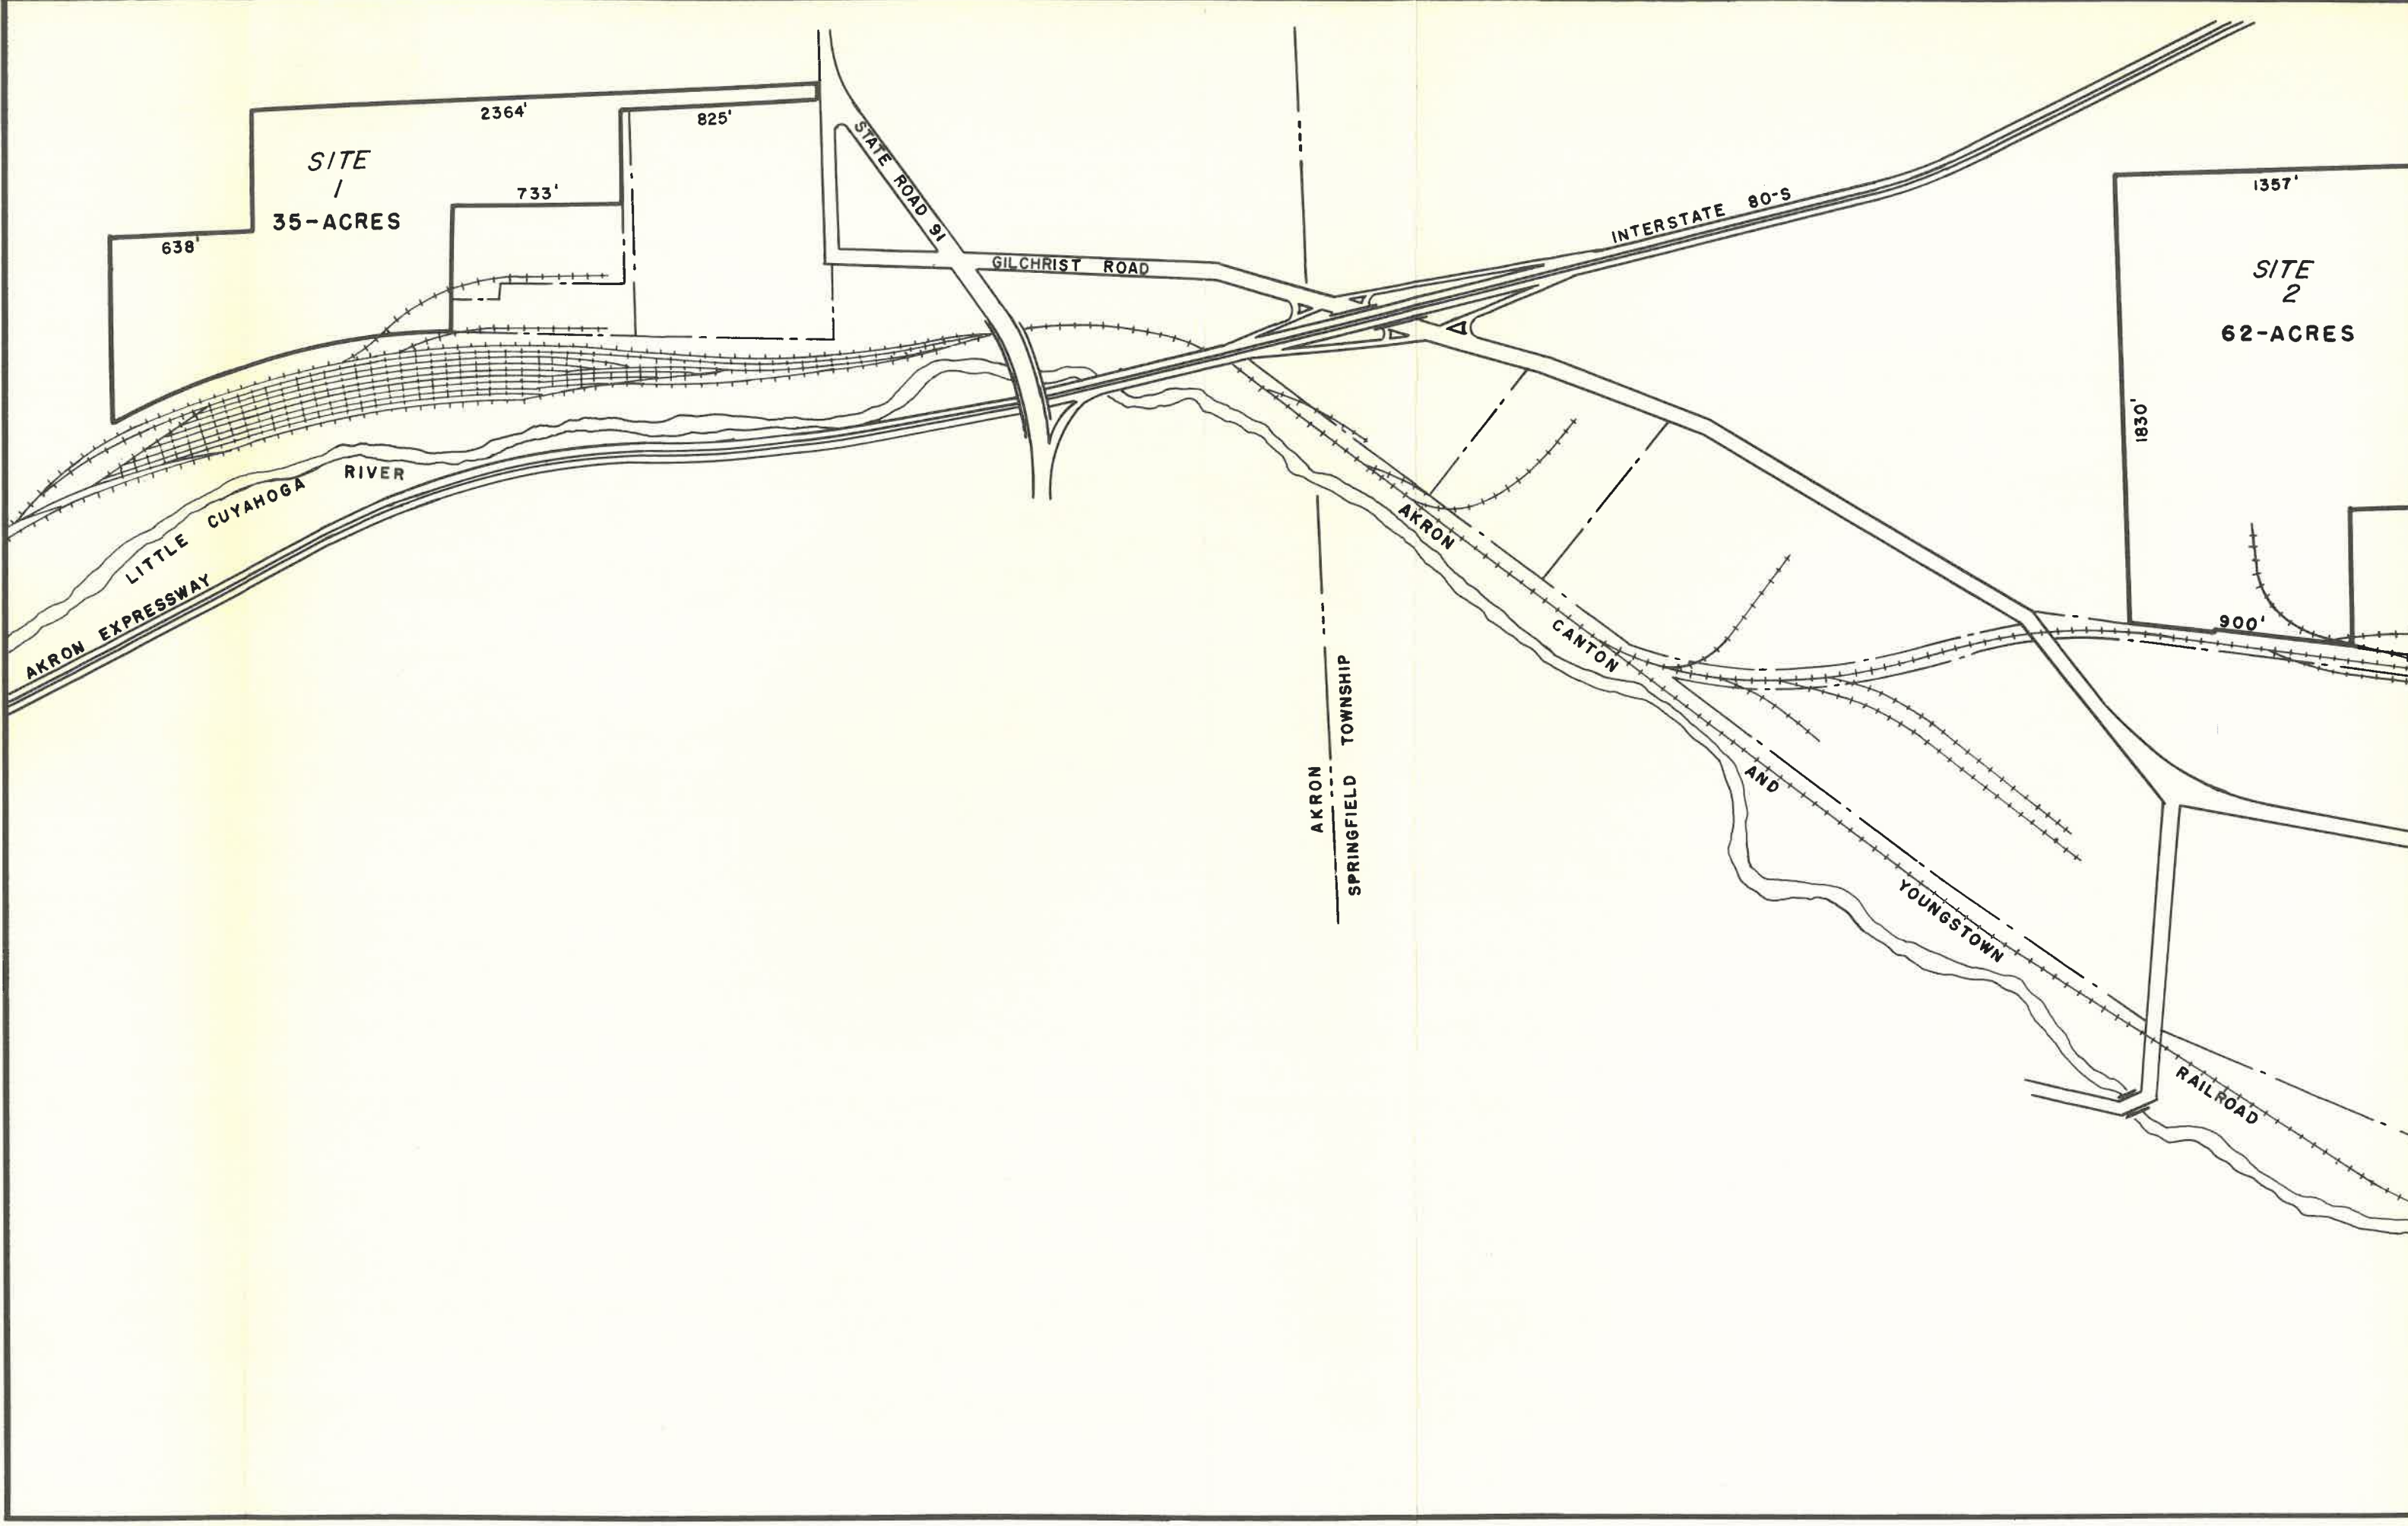 2364'
825'
SITE
1
35-ACRES
733'
638'
STATE ROAD 91
GILCHRIST ROAD
INTERSTATE 80-S
1357'
SITE
2
62-ACRES
1830'
900'
LITTLE CUYAHOGA RIVER
AKRON EXPRESSWAY
AKRON
SPRINGFIELD TOWNSHIP
AKRON CANTON AND YOUNGSTOWN RAILROAD